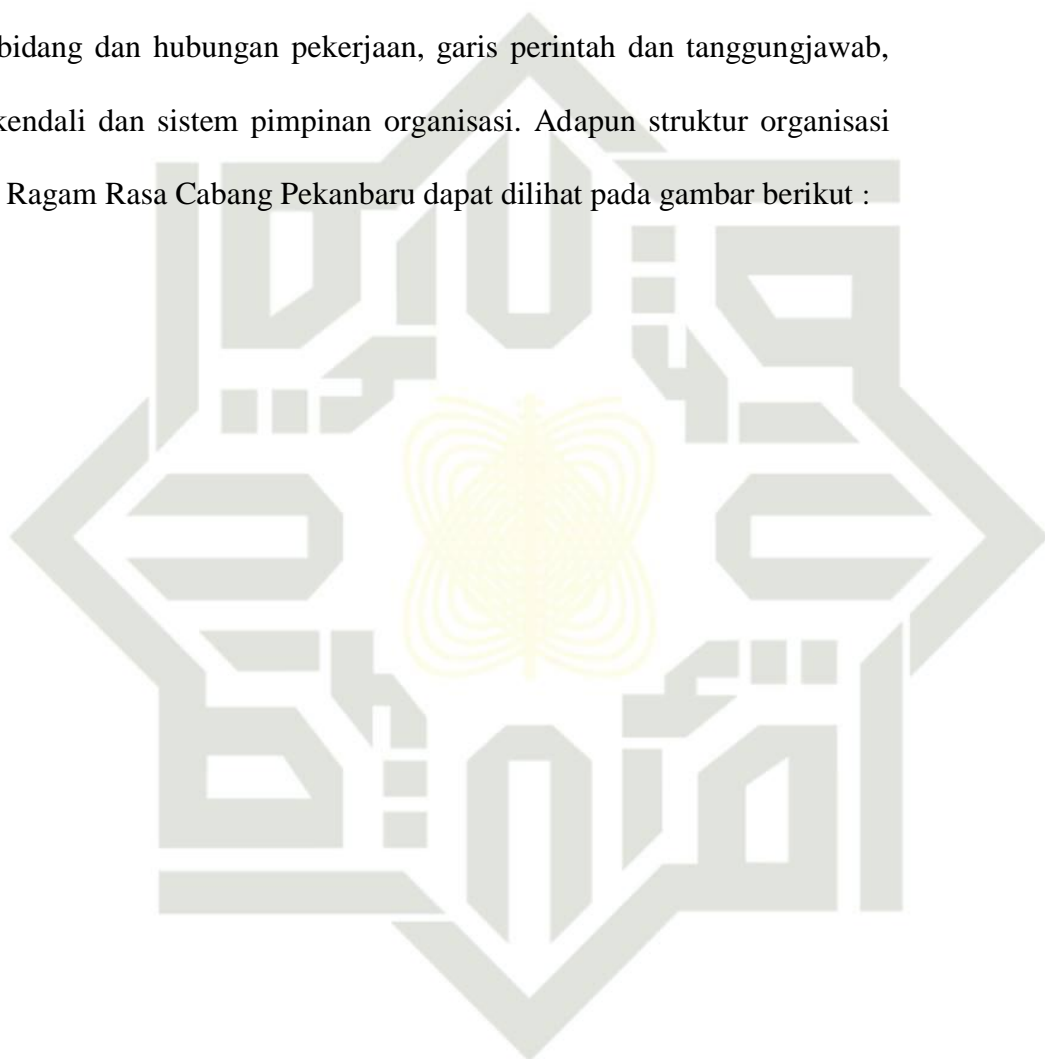 bidang dan hubungan pekerjaan, garis perintah dan tanggungjawab,
kendali dan sistem pimpinan organisasi. Adapun struktur organisasi
Ragam Rasa Cabang Pekanbaru dapat dilihat pada gambar berikut :